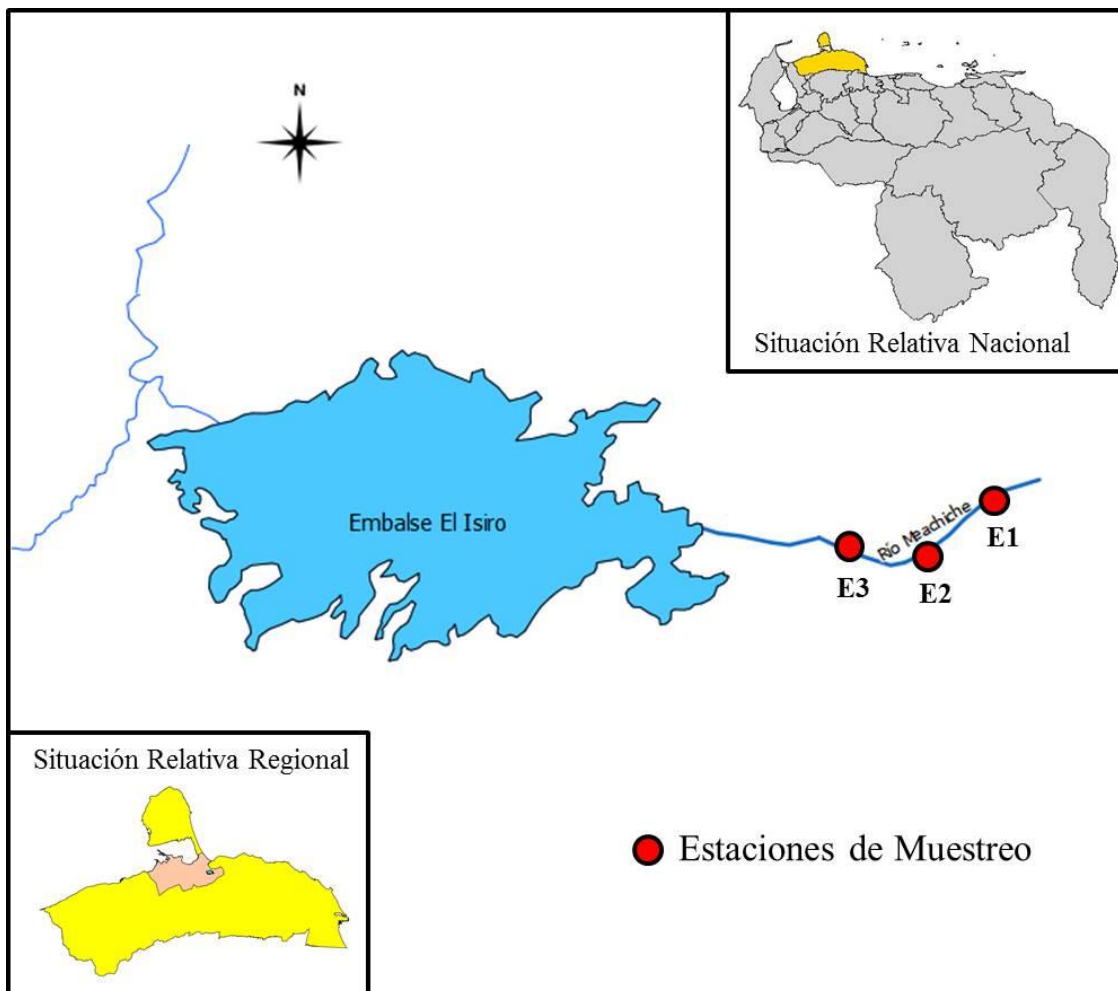 N
Situación Relativa Nacional
Embalse El Isiro
Río Meachiche
E1
E2
E3
Situación Relativa Regional
Estaciones de Muestreo